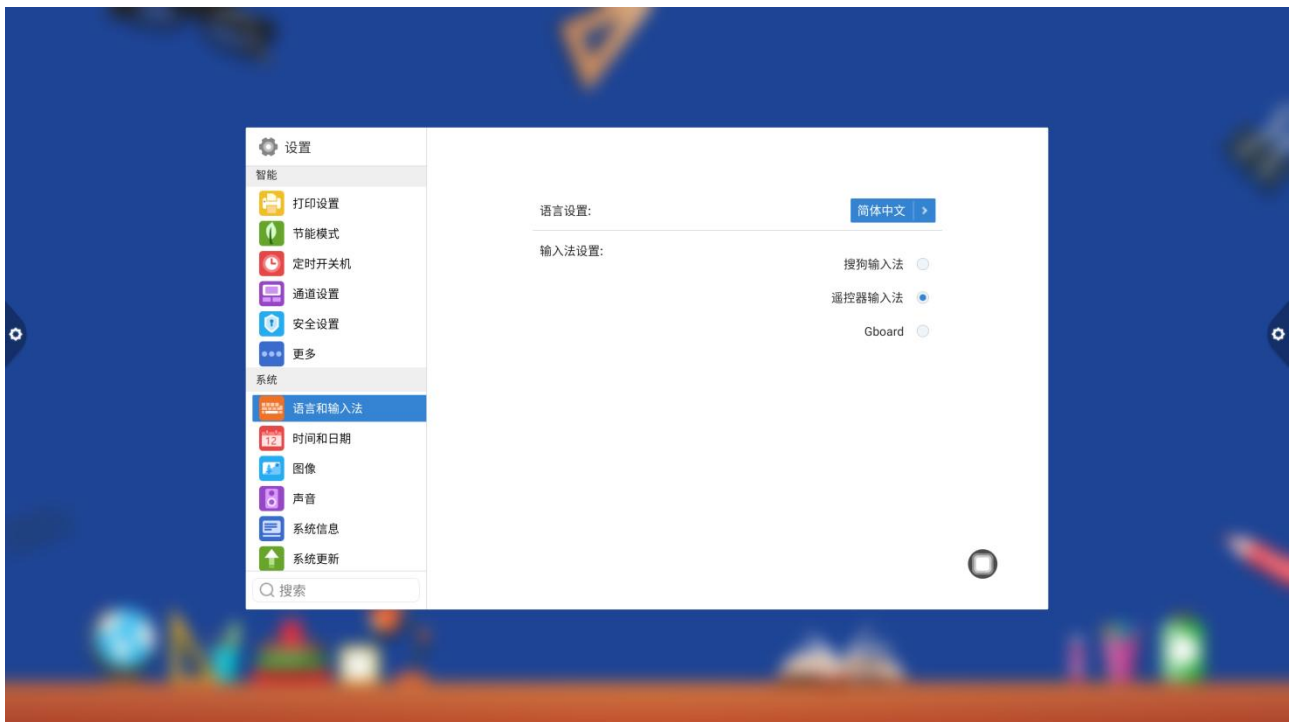 设置
智能
打印设置
节能模式
定时开关机
通道设置
安全设置
更多
系统
语言和输入法
12
时间和日期
图像
声音
系统信息
系统更新
搜索
语言设置:
简体中文
输入法设置:
搜狗输入法
遥控器输入法
Gboard